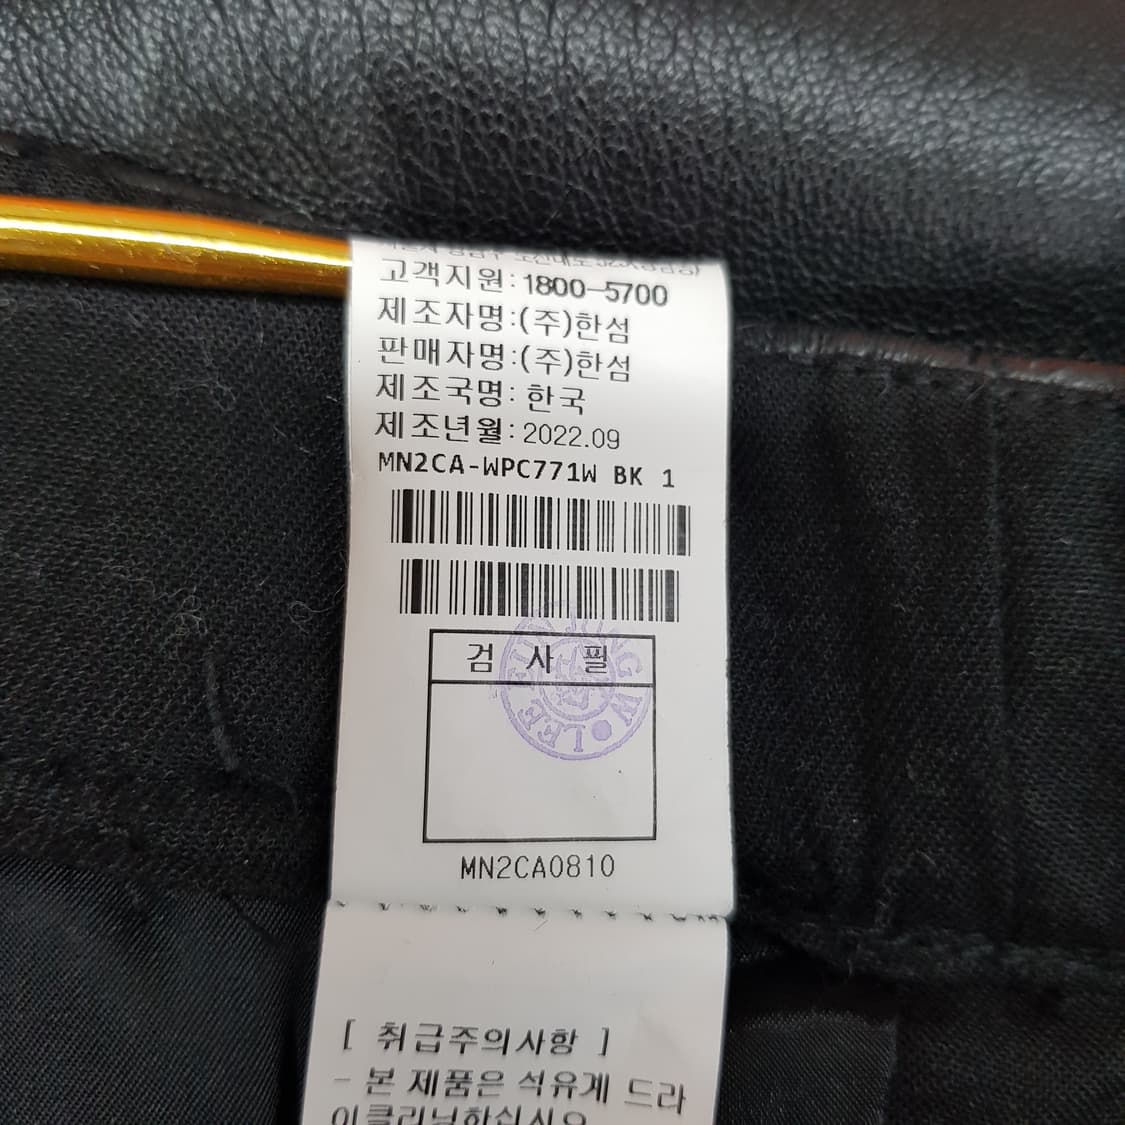 고객지원:1800-5700
제조자명:(주)한섬
판매자명:(주)한섬
제조국명: 한국
제조년월:2022.09
MN2CA-WPC771W BK 1
검 사 필
LEE JUNG W
MN2CA0810
[ 취급주의사항 ]
- 본 제품은 석유계 드라
이클리닝하십시오